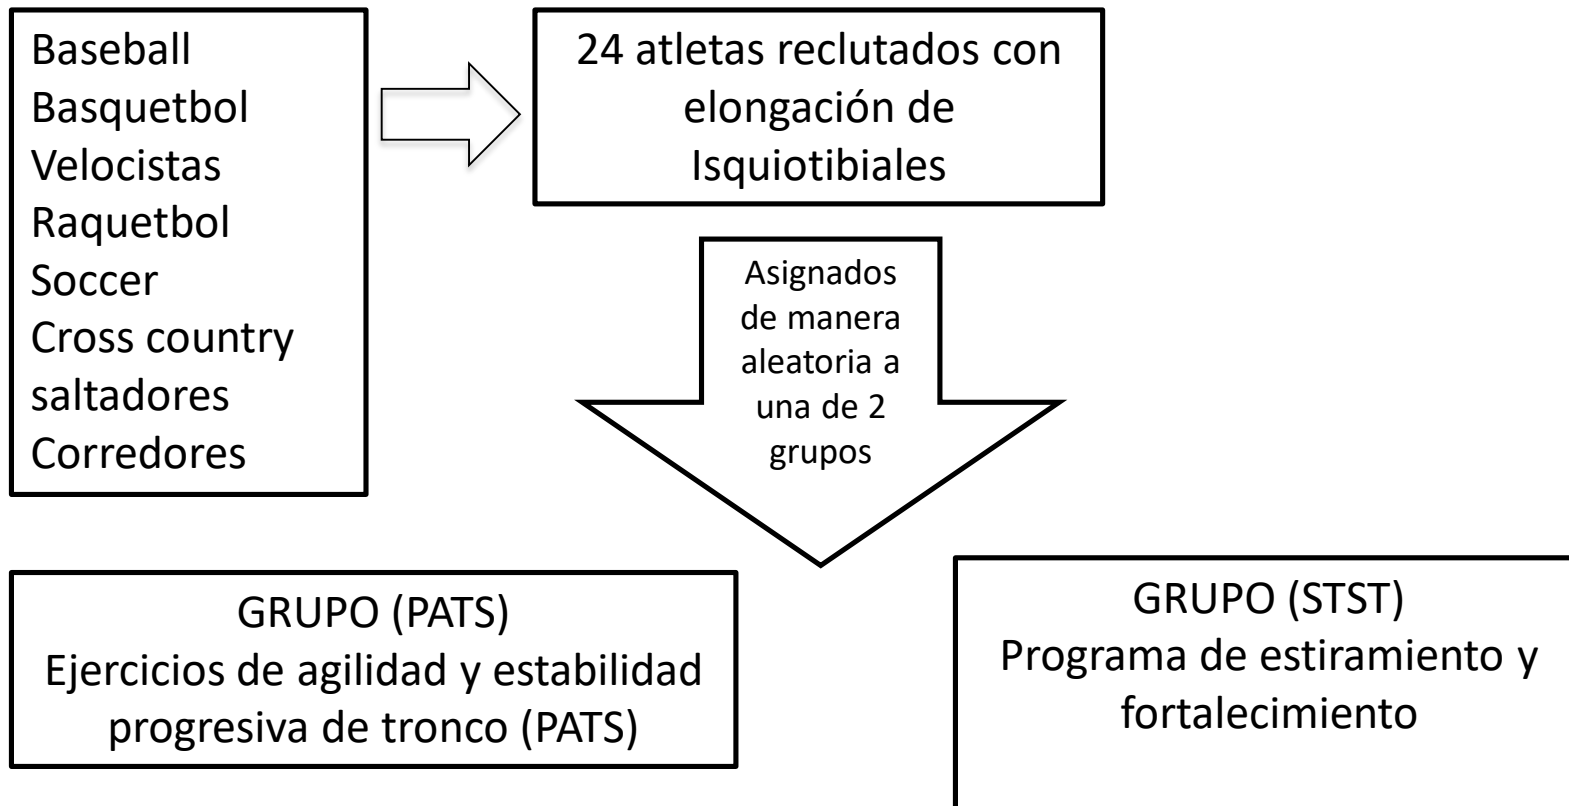 Baseball
Basquetbol
Velocistas
Raquetbol
Soccer
Cross country
saltadores
Corredores
24 atletas reclutados con
elongación de
Isquiotibiales
Asignados
de manera
aleatoria a
una de 2
grupos
GRUPO (PATS)
Ejercicios de agilidad y estabilidad
progresiva de tronco (PATS)
GRUPO (STST)
Programa de estiramiento y
fortalecimiento